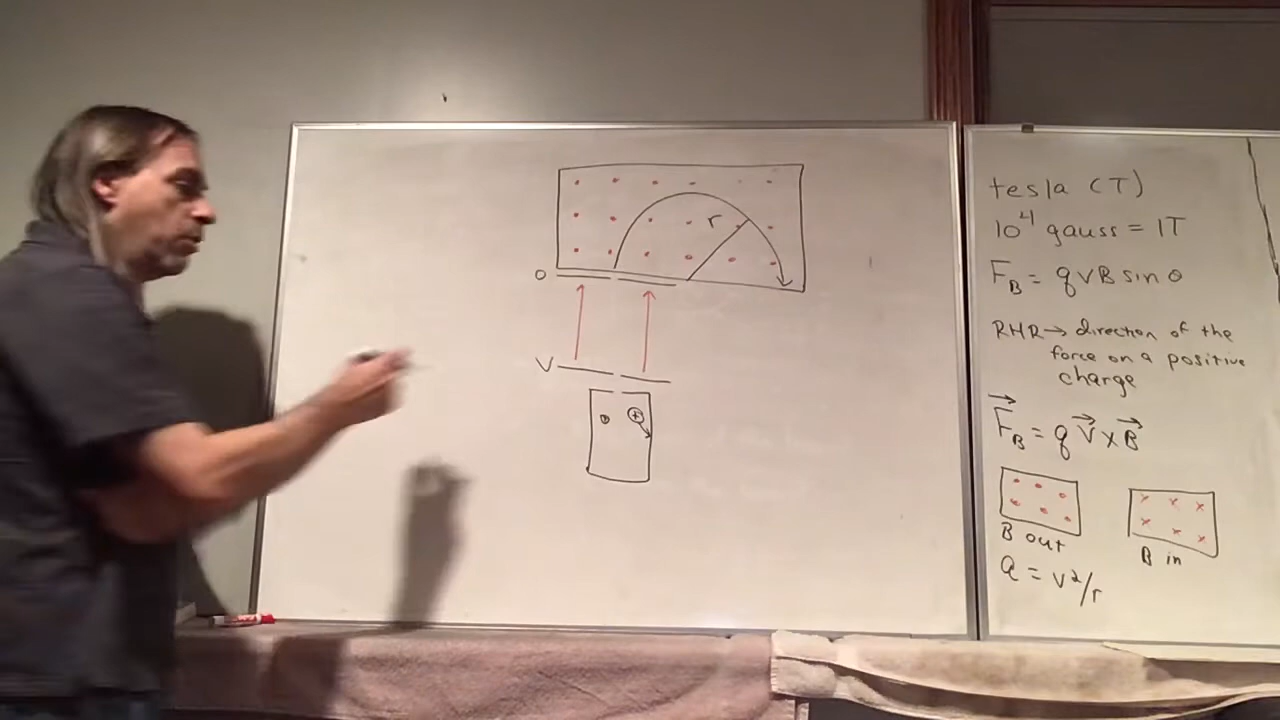 r
0
V
+
tesla (T)
10⁴ gauss = 1T
F_B = qvB sin θ
RHR → direction of the
force on a positive
charge
F⃗_B = q v⃗ x B⃗
B out
B in
a = v²/r